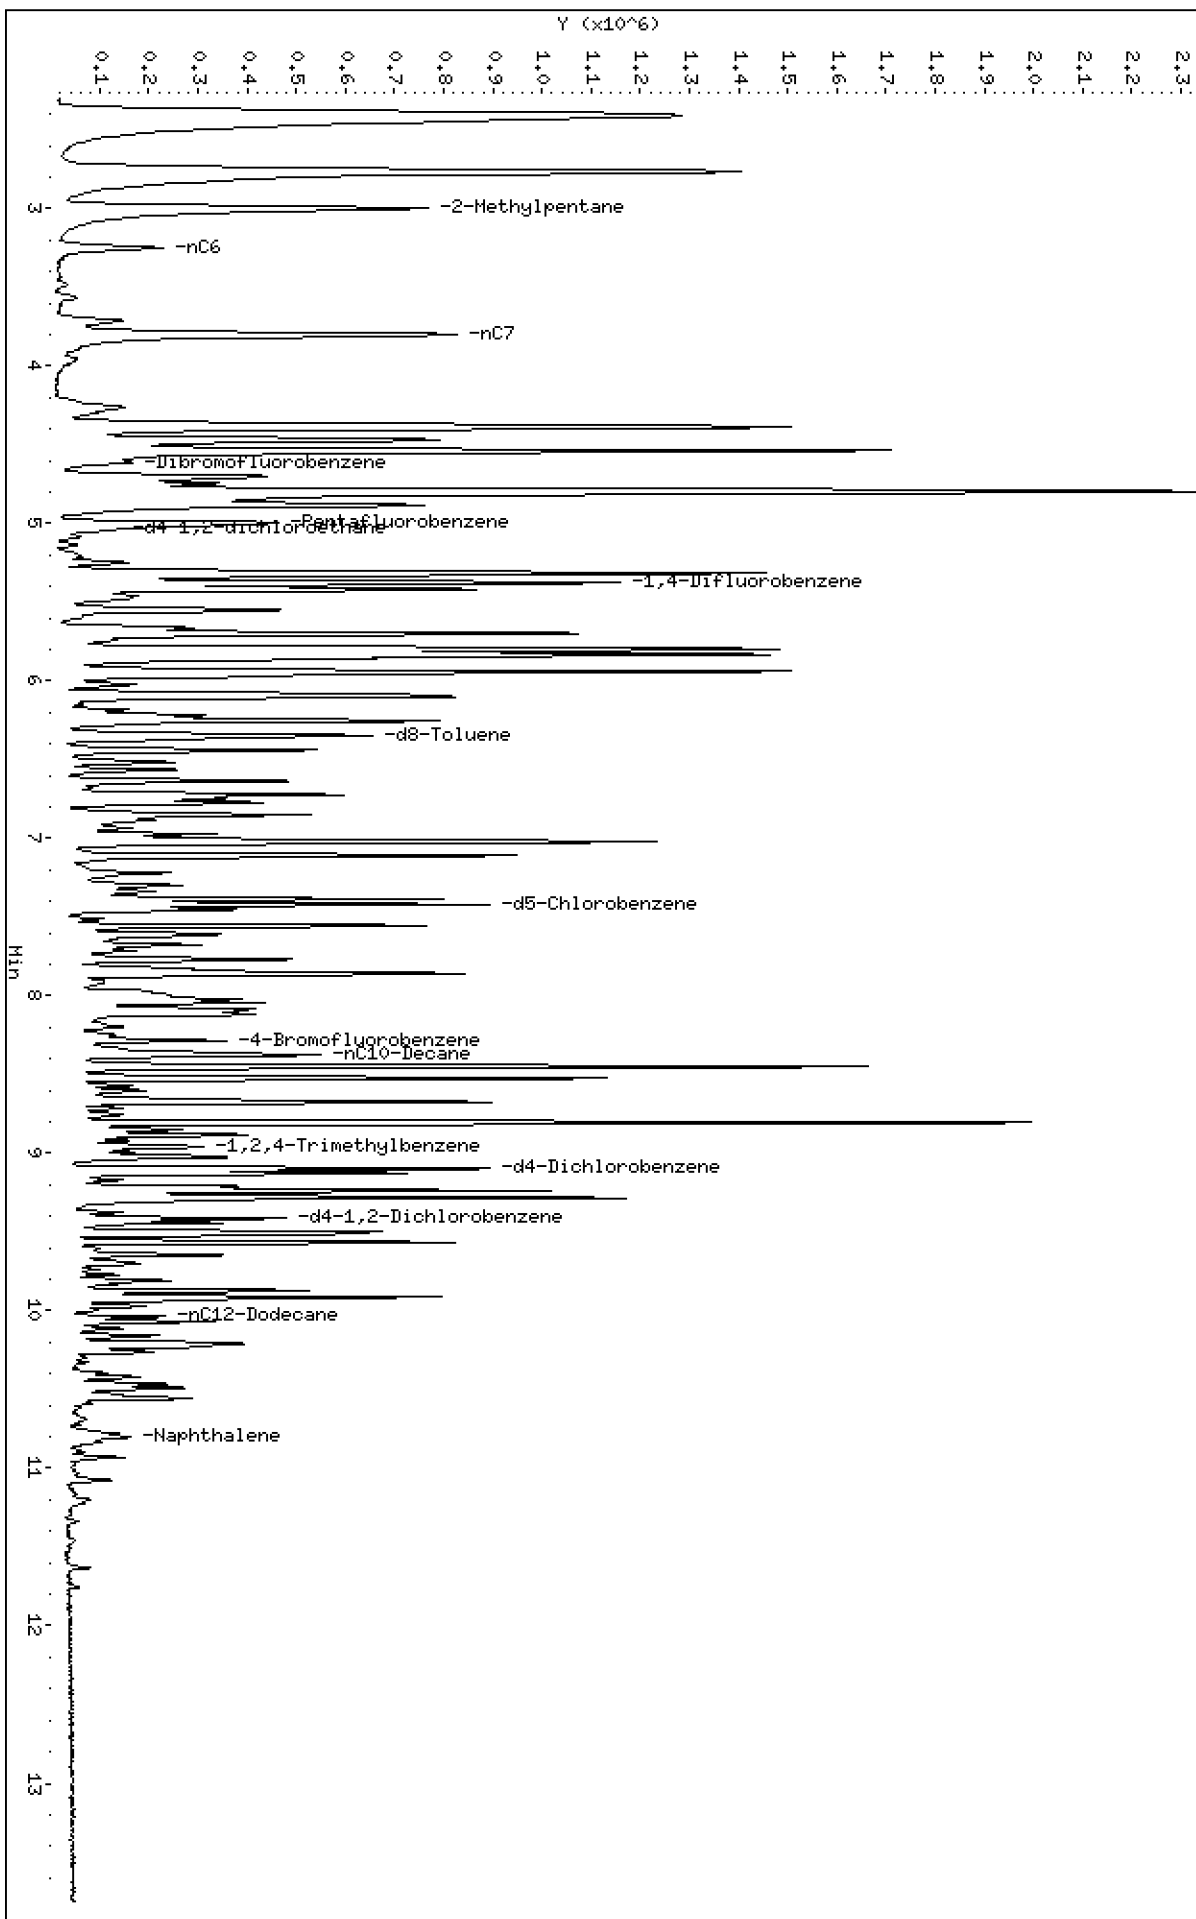 Y (x10^6)
0.1
0.2
0.3
0.4
0.5
0.6
0.7
0.8
0.9
1.0
1.1
1.2
1.3
1.4
1.5
1.6
1.7
1.8
1.9
2.0
2.1
2.2
2.3
3
-2-Methylpentane
-nC6
-nC7
4
-Dibromofluorobenzene
5
-Pentafluorobenzene
-d4-1,2-dichloroethane
-1,4-Difluorobenzene
6
-d8-Toluene
7
-d5-Chlorobenzene
Min
8
-4-Bromofluorobenzene
-nC10-Decane
-1,2,4-Trimethylbenzene
9
-d4-Dichlorobenzene
-d4-1,2-Dichlorobenzene
10
-nC12-Dodecane
-Naphthalene
11
12
13